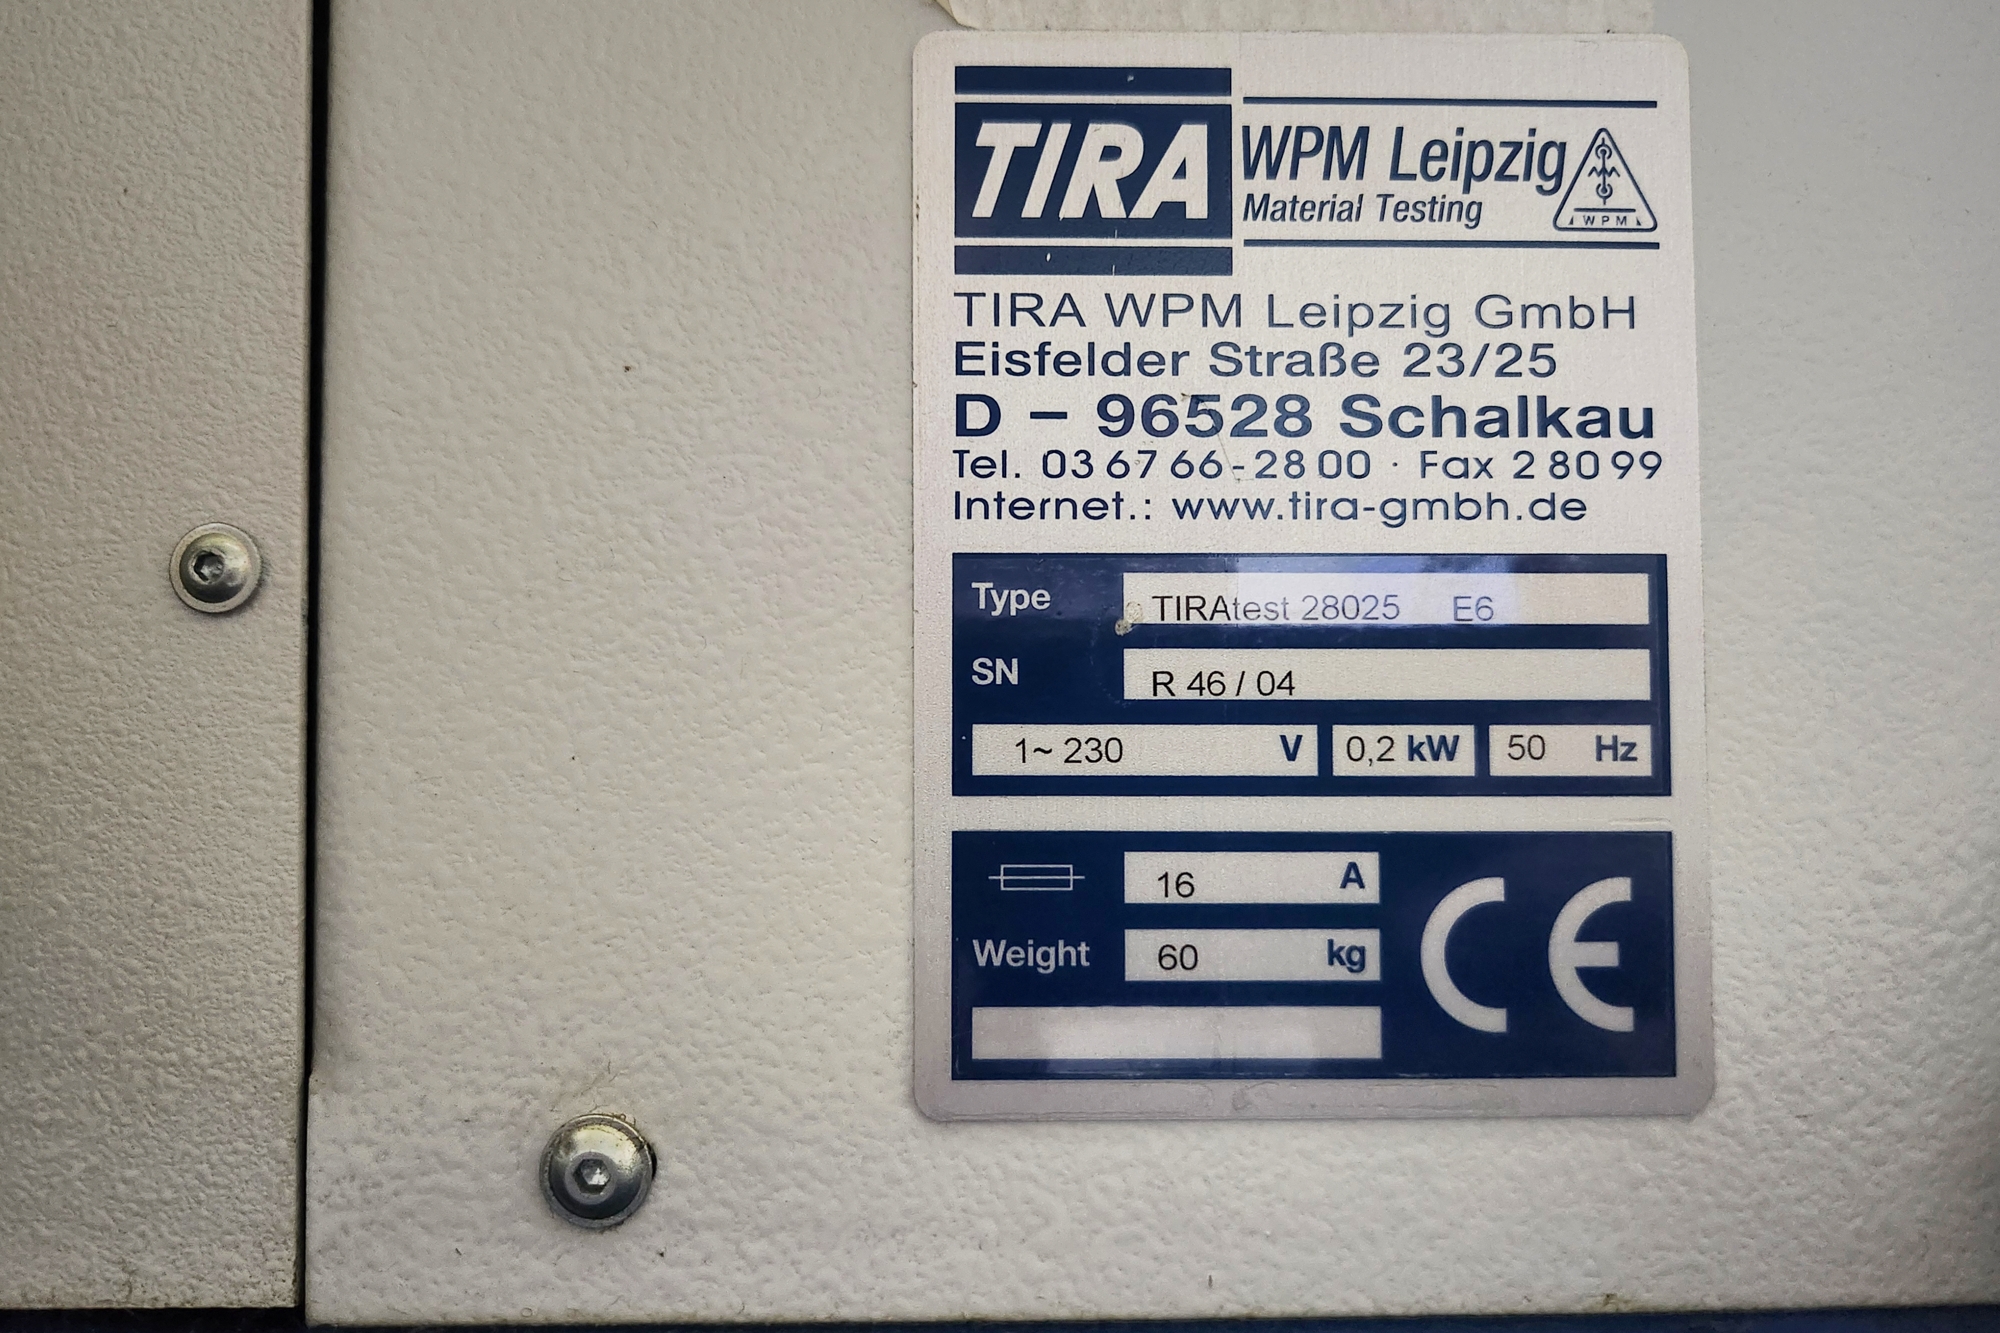 TIRA WPM Leipzig
Material Testing
WPM
TIRA WPM Leipzig GmbH
Eisfelder Straße 23/25
D – 96528 Schalkau
Tel. 03 67 66 - 28 00 · Fax 2 80 99
Internet.: www.tira-gmbh.de
Type TIRAtest 28025 E6
SN R 46 / 04
1~ 230 V 0,2 kW 50 Hz
16 A
Weight 60 kg
CE